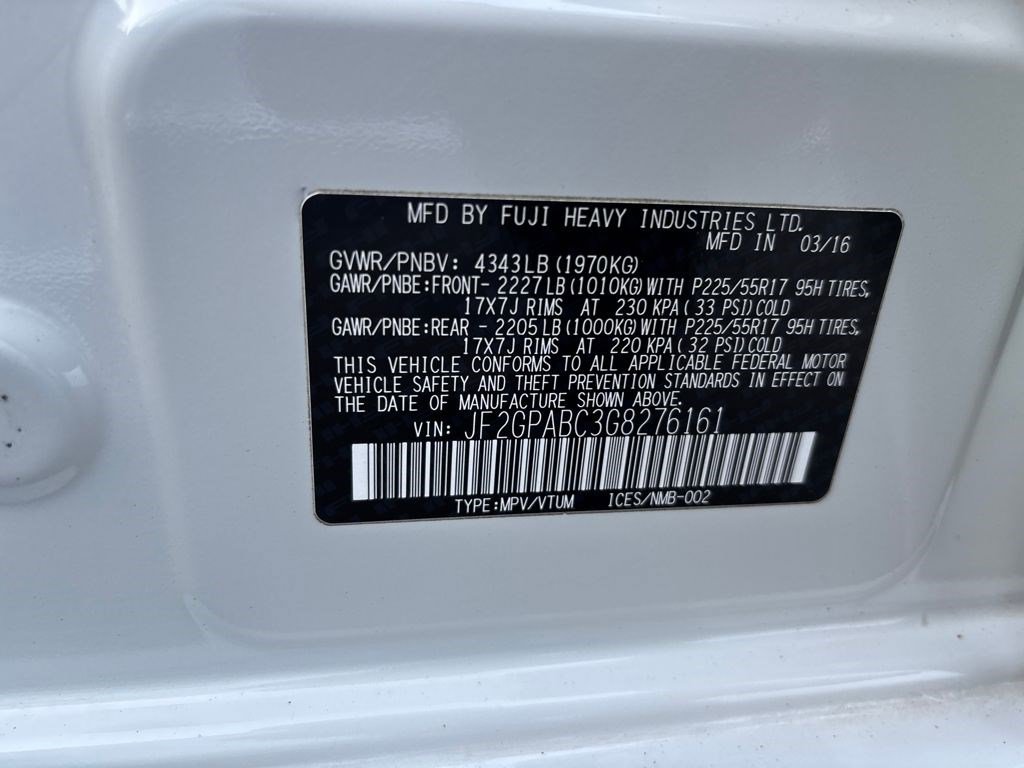 MFD BY FUJI HEAVY INDUSTRIES LTD.
MFD IN 03/16
GVWR/PNBV: 4343LB (1970KG)
GAWR/PNBE:FRONT- 2227LB (1010KG) WITH P225/55R17 95H TIRES,
17X7J RIMS AT 230 KPA (33 PSI) COLD
GAWR/PNBE:REAR - 2205LB (1000KG) WITH P225/55R17 95H TIRES,
17X7J RIMS AT 220 KPA (32 PSI) COLD
THIS VEHICLE CONFORMS TO ALL APPLICABLE FEDERAL MOTOR
VEHICLE SAFETY AND THEFT PREVENTION STANDARDS IN EFFECT ON
THE DATE OF MANUFACTURE SHOWN ABOVE.
VIN: JF2GPABC3G8276161
TYPE:MPV/VTUM ICES/NMB-002